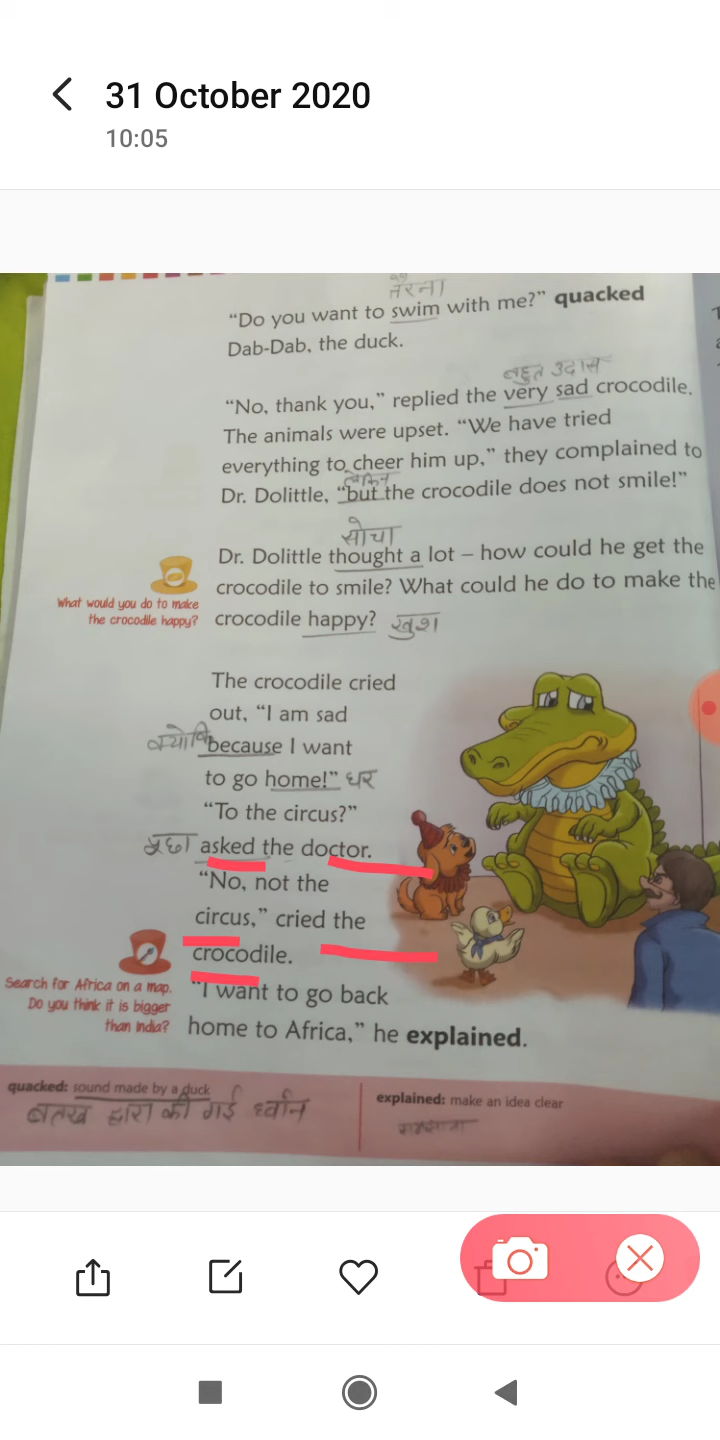 31 October 2020
10:05
तैरना
"Do you want to swim with me?" quacked
Dab-Dab, the duck.
बहुत उदास
"No, thank you," replied the very sad crocodile.
The animals were upset. "We have tried
everything to cheer him up," they complained to
लेकिन
Dr. Dolittle, "but the crocodile does not smile!"
सोचा
Dr. Dolittle thought a lot – how could he get the
crocodile to smile? What could he do to make the
crocodile happy? खुश
What would you do to make
the crocodile happy?
The crocodile cried
out, "I am sad
क्योकि because I want
to go home!" घर
"To the circus?"
पूछा asked the doctor.
"No, not the
circus," cried the
crocodile.
"I want to go back
home to Africa," he explained.
Search for Africa on a map.
Do you think it is bigger
than India?
quacked: sound made by a duck
बतख द्वारा की गई ध्वनि
explained: make an idea clear